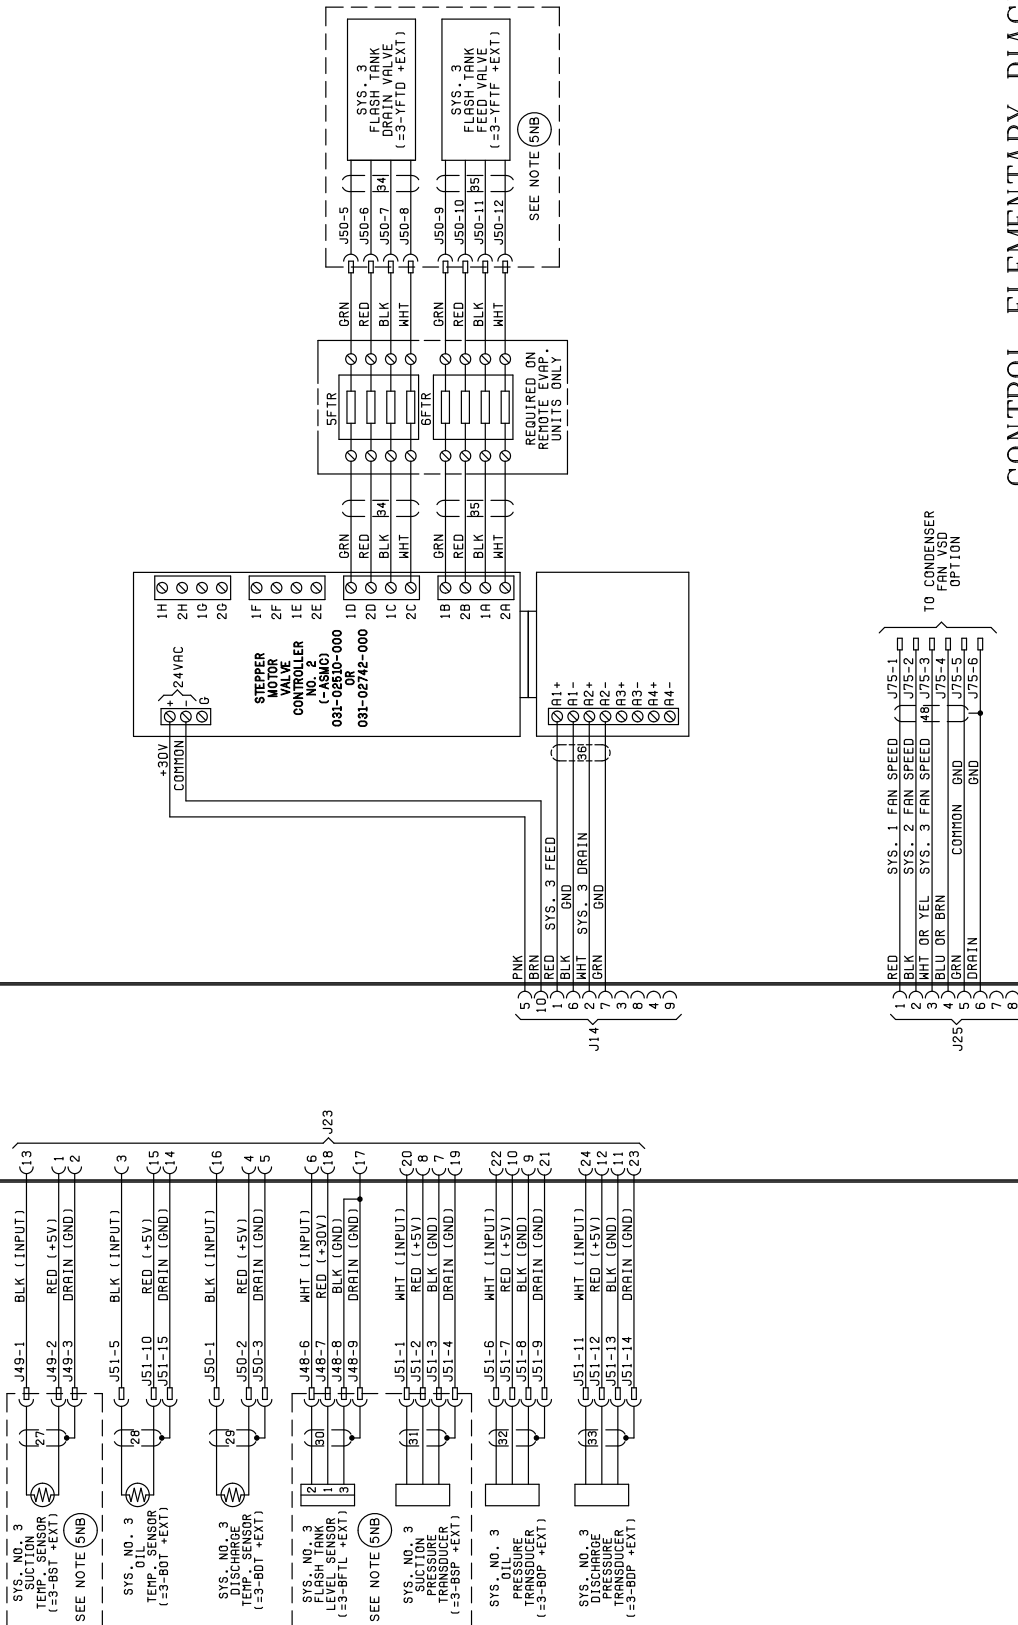 SYS. 3
FLASH TANK
DRAIN VALVE
(=3-YFTD +EXT)
SYS. 3
FLASH TANK
FEED VALVE
(=3-YFTF +EXT)
SEE NOTE 5NB
34
35
J50-5
J50-6
J50-7
J50-8
J50-9
J50-10
J50-11
J50-12
GRN
RED
BLK
WHT
GRN
RED
BLK
WHT
5FTR
6FTR
REQUIRED ON
REMOTE EVAP.
UNITS ONLY
34
35
GRN
RED
BLK
WHT
GRN
RED
BLK
WHT
1H
2H
1G
2G
1F
2F
1E
2E
1D
2D
1C
2C
1B
2B
1A
2A
STEPPER
MOTOR
VALVE
CONTROLLER
NO. 2
(-ASMC)
031-02510-000
OR
031-02742-000
24VAC
+
-
G
+30V
COMMON
A1+
A1-
A2+
A2-
A3+
A3-
A4+
A4-
36
SYS. 3 FEED
GND
SYS. 3 DRAIN
GND
PNK
BRN
RED
BLK
WHT
GRN
5
10
1
6
2
7
3
8
4
9
J14
CONTROL ELEMENTARY DIAG
TO CONDENSER
FAN VSD
OPTION
J75-1
J75-2
J75-3
J75-4
J75-5
J75-6
48
SYS. 1 FAN SPEED
SYS. 2 FAN SPEED
SYS. 3 FAN SPEED
COMMON GND
GND
RED
BLK
WHT OR YEL
BLU OR BRN
GRN
DRAIN
1
2
3
4
5
6
7
8
J25
J23
13
1
2
3
15
14
16
4
5
6
18
17
20
8
7
19
22
10
9
21
24
12
11
23
BLK (INPUT)
RED (+5V)
DRAIN (GND)
BLK (INPUT)
RED (+5V)
DRAIN (GND)
BLK (INPUT)
RED (+5V)
DRAIN (GND)
WHT (INPUT)
RED (+30V)
BLK (GND)
DRAIN (GND)
WHT (INPUT)
RED (+5V)
BLK (GND)
DRAIN (GND)
WHT (INPUT)
RED (+5V)
BLK (GND)
DRAIN (GND)
WHT (INPUT)
RED (+5V)
BLK (GND)
DRAIN (GND)
J49-1
J49-2
J49-3
J51-5
J51-10
J51-15
J50-1
J50-2
J50-3
J48-6
J48-7
J48-8
J48-9
J51-1
J51-2
J51-3
J51-4
J51-6
J51-7
J51-8
J51-9
J51-11
J51-12
J51-13
J51-14
27
28
29
30
31
32
33
2
1
3
SYS. NO. 3
SUCTION
TEMP. SENSOR
(=3-BST +EXT)
SEE NOTE 5NB
SYS. NO. 3
OIL
TEMP. SENSOR
(=3-BOT +EXT)
SYS. NO. 3
DISCHARGE
TEMP. SENSOR
(=3-BDT +EXT)
SYS. NO. 3
FLASH TANK
LEVEL SENSOR
(=3-BFTL +EXT)
SEE NOTE 5NB
SYS. NO. 3
SUCTION
PRESSURE
TRANSDUCER
(=3-BSP +EXT)
SYS. NO. 3
OIL
PRESSURE
TRANSDUCER
(=3-BOP +EXT)
SYS. NO. 3
DISCHARGE
PRESSURE
TRANSDUCER
(=3-BDP +EXT)